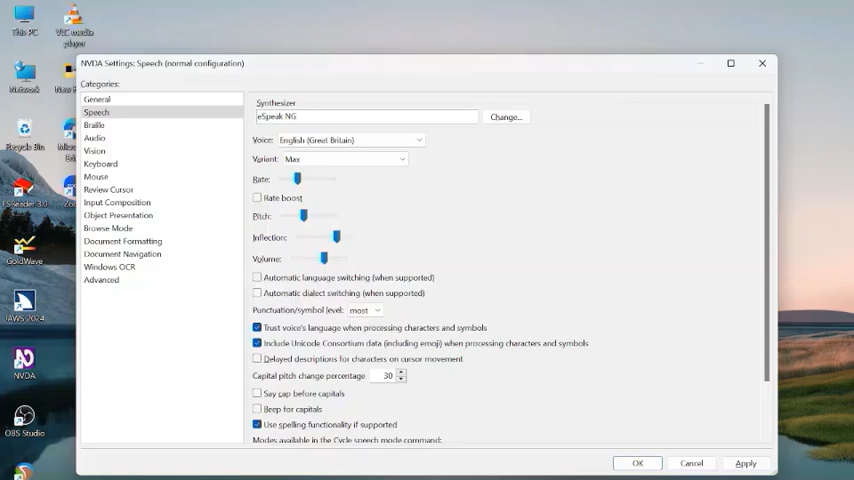 This PC
VLC media
player
NVDA Settings: Speech (normal configuration)
Categories:
Network
General
Speech
Braille
Audio
Vision
Keyboard
Mouse
Review Cursor
Input Composition
Object Presentation
Browse Mode
Document Formatting
Document Navigation
Windows OCR
Advanced
Synthesizer
eSpeak NG
Change...
Voice: English (Great Britain)
Variant: Max
Rate:
Rate boost
Pitch:
Inflection:
Volume:
Automatic language switching (when supported)
Automatic dialect switching (when supported)
Punctuation/symbol level: most
Trust voice's language when processing characters and symbols
Include Unicode Consortium data (including emoji) when processing characters and symbols
Delayed descriptions for characters on cursor movement
Capital pitch change percentage 30
Say cap before capitals
Beep for capitals
Use spelling functionality if supported
Modes available in the Cycle speech mode command:
OK
Cancel
Apply
Recycle Bin
FSReader 3.0
GoldWave
JAWS 2024
NVDA
OBS Studio